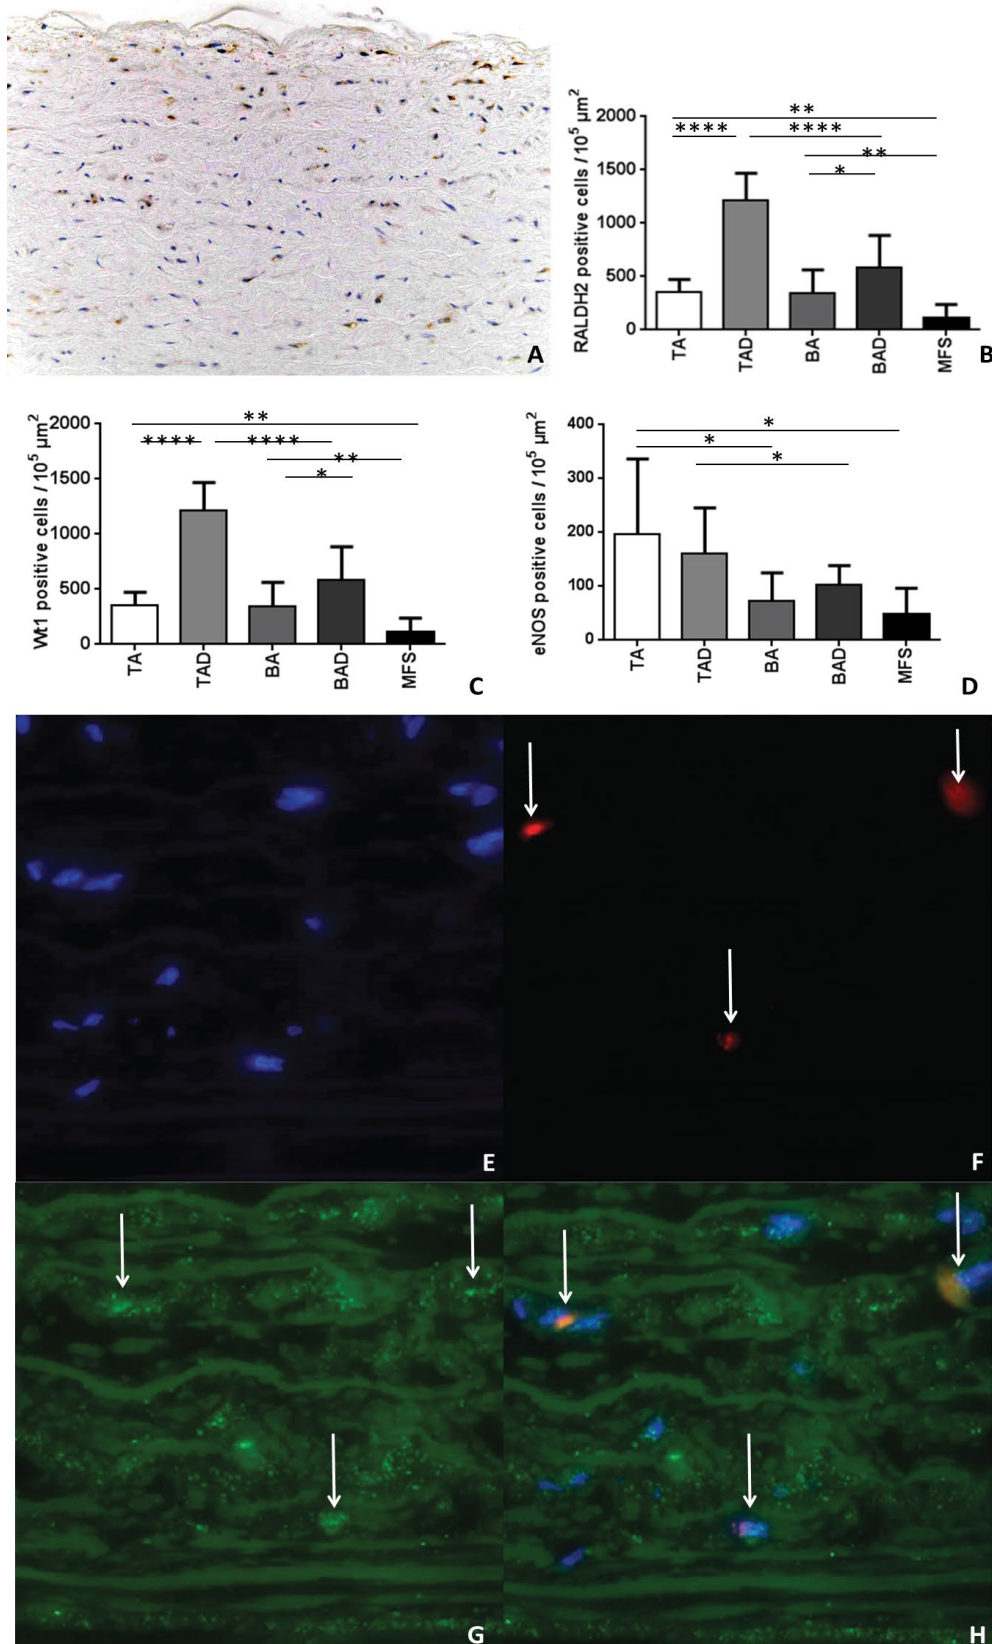 A
RALDH2 positive cells / 10⁵ µm²
2000
1500
1000
500
0
**
**** ****
**
*
TA TAD BA BAD MFS
B
Wt1 positive cells / 10⁵ µm²
2000
1500
1000
500
0
**
**** ****
**
*
TA TAD BA BAD MFS
C
eNOS positive cells / 10⁵ µm²
400
300
200
100
0
*
*
*
TA TAD BA BAD MFS
D
E
F
G
H